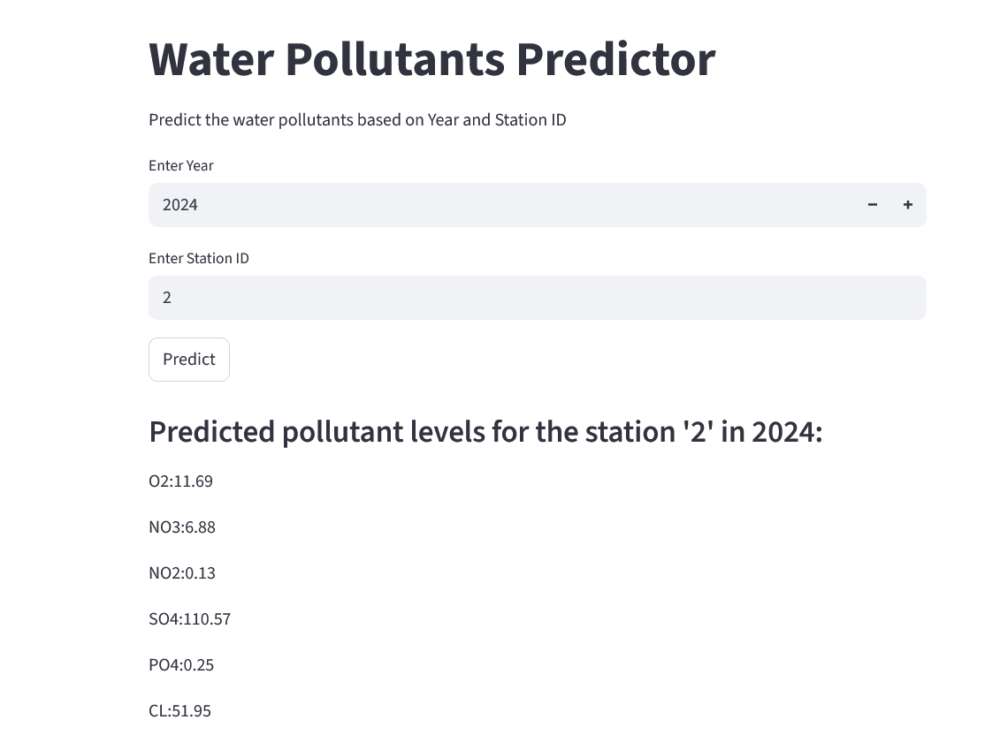 Water Pollutants Predictor
Predict the water pollutants based on Year and Station ID
Enter Year
2024
Enter Station ID
2
Predict
Predicted pollutant levels for the station '2' in 2024:
O2:11.69
NO3:6.88
NO2:0.13
SO4:110.57
PO4:0.25
CL:51.95